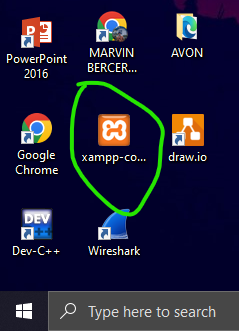 PowerPoint 2016
MARVIN BERCER...
AVON
Google Chrome
xampp-co...
draw.io
DEV
Dev-C++
Wireshark
Type here to search